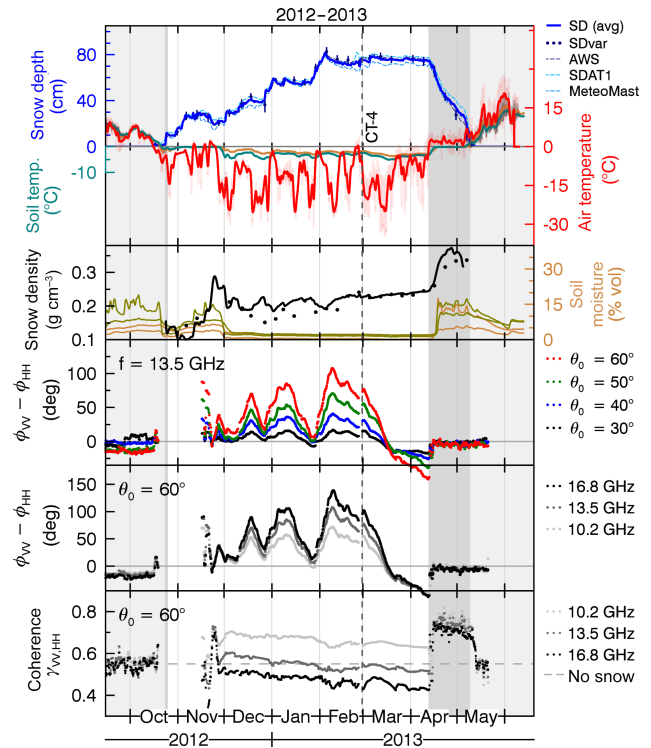 2012−2013
SD (avg)
SDvar
AWS
SDAT1
MeteoMast
Snow depth
(cm)
80
40
0
Soil temp.
(°C)
-10
CT-4
15
0
-15
-30
Air temperature
(°C)
Snow density
(g cm⁻³)
0.3
0.2
0.1
30
15
0
Soil
moisture
(% vol)
f = 13.5 GHz
ϕVV − ϕHH
(deg)
100
50
0
θ0 = 60°
θ0 = 50°
θ0 = 40°
θ0 = 30°
θ0 = 60°
ϕVV − ϕHH
(deg)
150
100
50
0
16.8 GHz
13.5 GHz
10.2 GHz
θ0 = 60°
Coherence
γVV,HH
0.8
0.6
0.4
10.2 GHz
13.5 GHz
16.8 GHz
No snow
Oct Nov Dec Jan Feb Mar Apr May
2012 2013